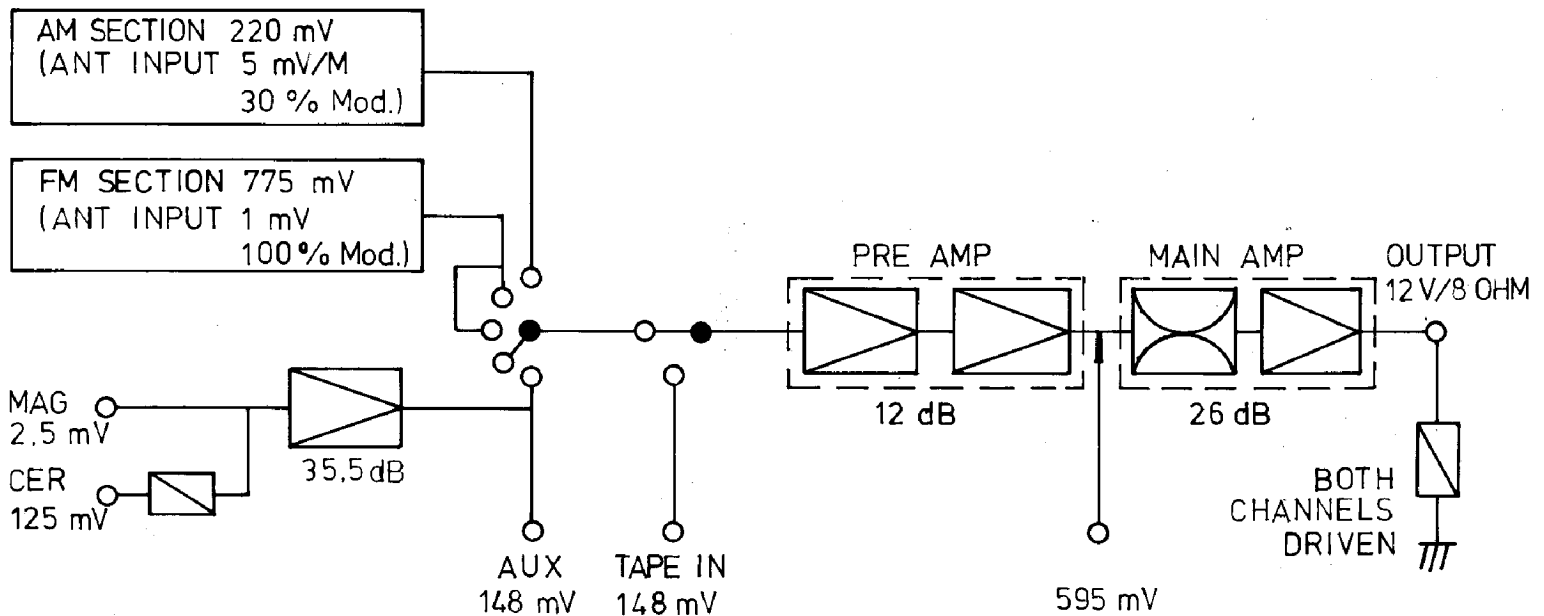 AM SECTION 220 mV
(ANT INPUT 5 mV/M
30 % Mod.)
FM SECTION 775 mV
(ANT INPUT 1 mV
100 % Mod.)
PRE AMP
MAIN AMP
OUTPUT
12 V/8 OHM
12 dB
26 dB
MAG
2,5 mV
35,5 dB
CER
125 mV
BOTH
CHANNELS
DRIVEN
AUX
148 mV
TAPE IN
148 mV
595 mV